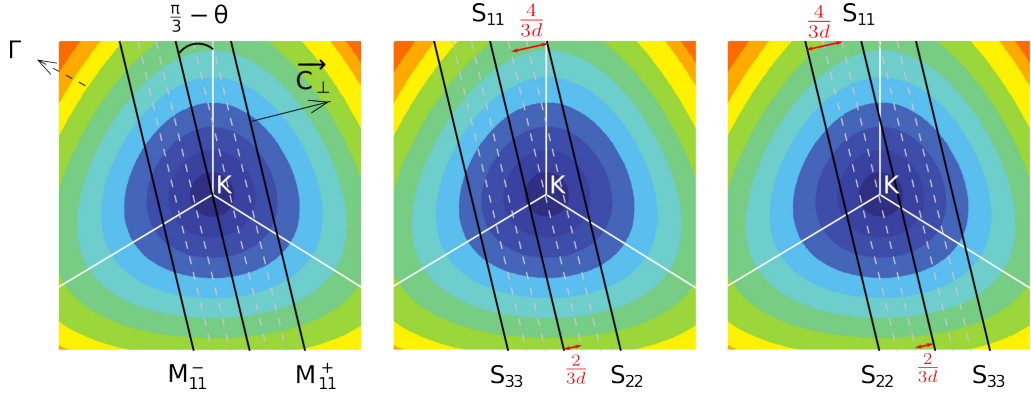 π/3 − θ
Γ
C⊥
K
M₁₁⁻
M₁₁⁺
S₁₁
4/3d
K
S₃₃
2/3d
S₂₂
4/3d
S₁₁
K
S₂₂
2/3d
S₃₃